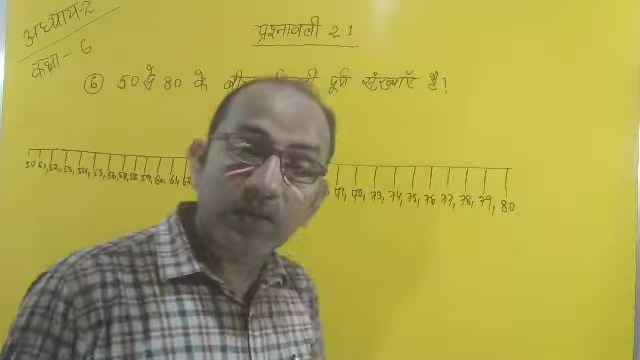 अध्याय-2
कक्षा - 6
प्रश्नावली 2.1
⑥ 50 से 80 के पूर्ण संख्याएँ है!
50 51, 52, 53, 54, 55, 56, 57, 58, 59, 60, 61, 62, 71, 72, 73, 74, 75, 76, 77, 78, 79, 80